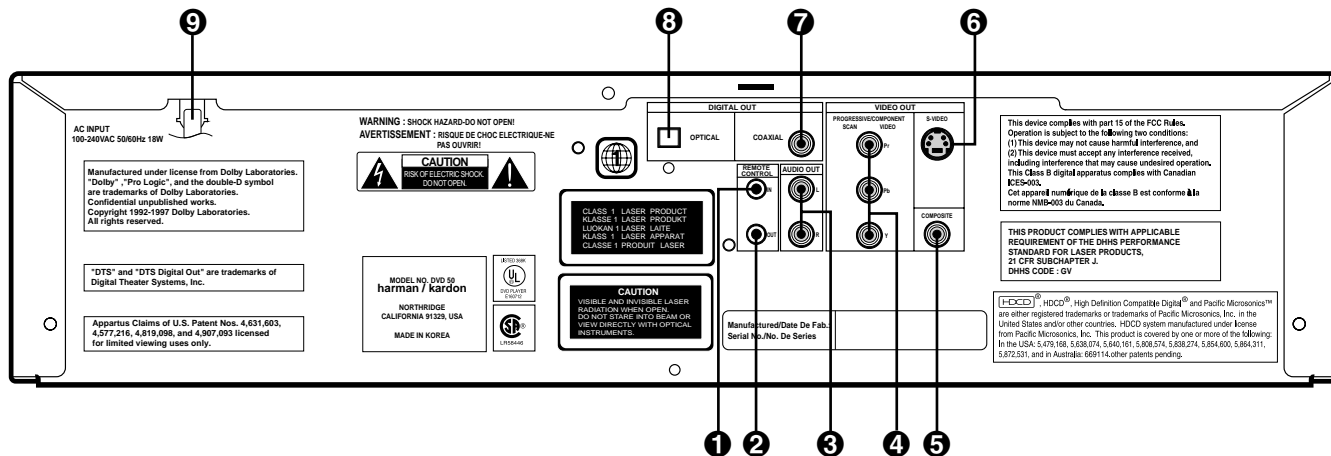 9
8
7
6
AC INPUT
100-240VAC 50/60Hz 18W
Manufactured under license from Dolby Laboratories.
"Dolby" ,"Pro Logic", and the double-D symbol
are trademarks of Dolby Laboratories.
Confidential unpublished works.
Copyright 1992-1997 Dolby Laboratories.
All rights reserved.
"DTS" and "DTS Digital Out" are trademarks of
Digital Theater Systems, Inc.
Appartus Claims of U.S. Patent Nos. 4,631,603,
4,577,216, 4,819,098, and 4,907,093 licensed
for limited viewing uses only.
WARNING : SHOCK HAZARD-DO NOT OPEN!
AVERTISSEMENT : RISQUE DE CHOC ELECTRIQUE-NE
PAS OUVRIR!
CAUTION
RISK OF ELECTRIC SHOCK.
DO NOT OPEN.
MODEL NO. DVD 50
harman / kardon
NORTHRIDGE
CALIFORNIA 91329, USA
MADE IN KOREA
LISTED 36BK
UL
DVD PLAYER
E160712
SA
LR58446
1
CLASS 1 LASER PRODUCT
KLASSE 1 LASER PRODUKT
LUOKAN 1 LASER LAITE
KLASS 1 LASER APPARAT
CLASSE 1 PRODUIT LASER
CAUTION
VISIBLE AND INVISIBLE LASER
RADIATION WHEN OPEN.
DO NOT STARE INTO BEAM OR
VIEW DIRECTLY WITH OPTICAL
INSTRUMENTS.
DIGITAL OUT
OPTICAL
COAXIAL
REMOTE
CONTROL
IN
OUT
AUDIO OUT
L
R
VIDEO OUT
PROGRESSIVE/COMPONENT
SCAN VIDEO
Pr
Pb
Y
S-VIDEO
COMPOSITE
Manufactured/Date De Fab.:
Serial No./No. De Series
This device complies with part 15 of the FCC Rules.
Operation is subject to the following two conditions:
(1) This device may not cause harmful interference, and
(2) This device must accept any interference received,
including interference that may cause undesired operation.
This Class B digital apparatus complies with Canadian
ICES-003.
Cet appareil numérique de la classe B est conforme à la
norme NMB-003 du Canada.
THIS PRODUCT COMPLIES WITH APPLICABLE
REQUIREMENT OF THE DHHS PERFORMANCE
STANDARD FOR LASER PRODUCTS,
21 CFR SUBCHAPTER J.
DHHS CODE : GV
HDCD®, HDCD®, High Definition Compatible Digital® and Pacific Microsonics™
are either registered trademarks or trademarks of Pacific Microsonics, Inc. in the
United States and/or other countries. HDCD system manufactured under license
from Pacific Microsonics, Inc. This product is covered by one or more of the following:
In the USA: 5,479,168, 5,638,074, 5,640,161, 5,808,574, 5,838,274, 5,854,600, 5,864,311,
5,872,531, and in Australia: 669114.other patents pending.
1
2
3
4
5